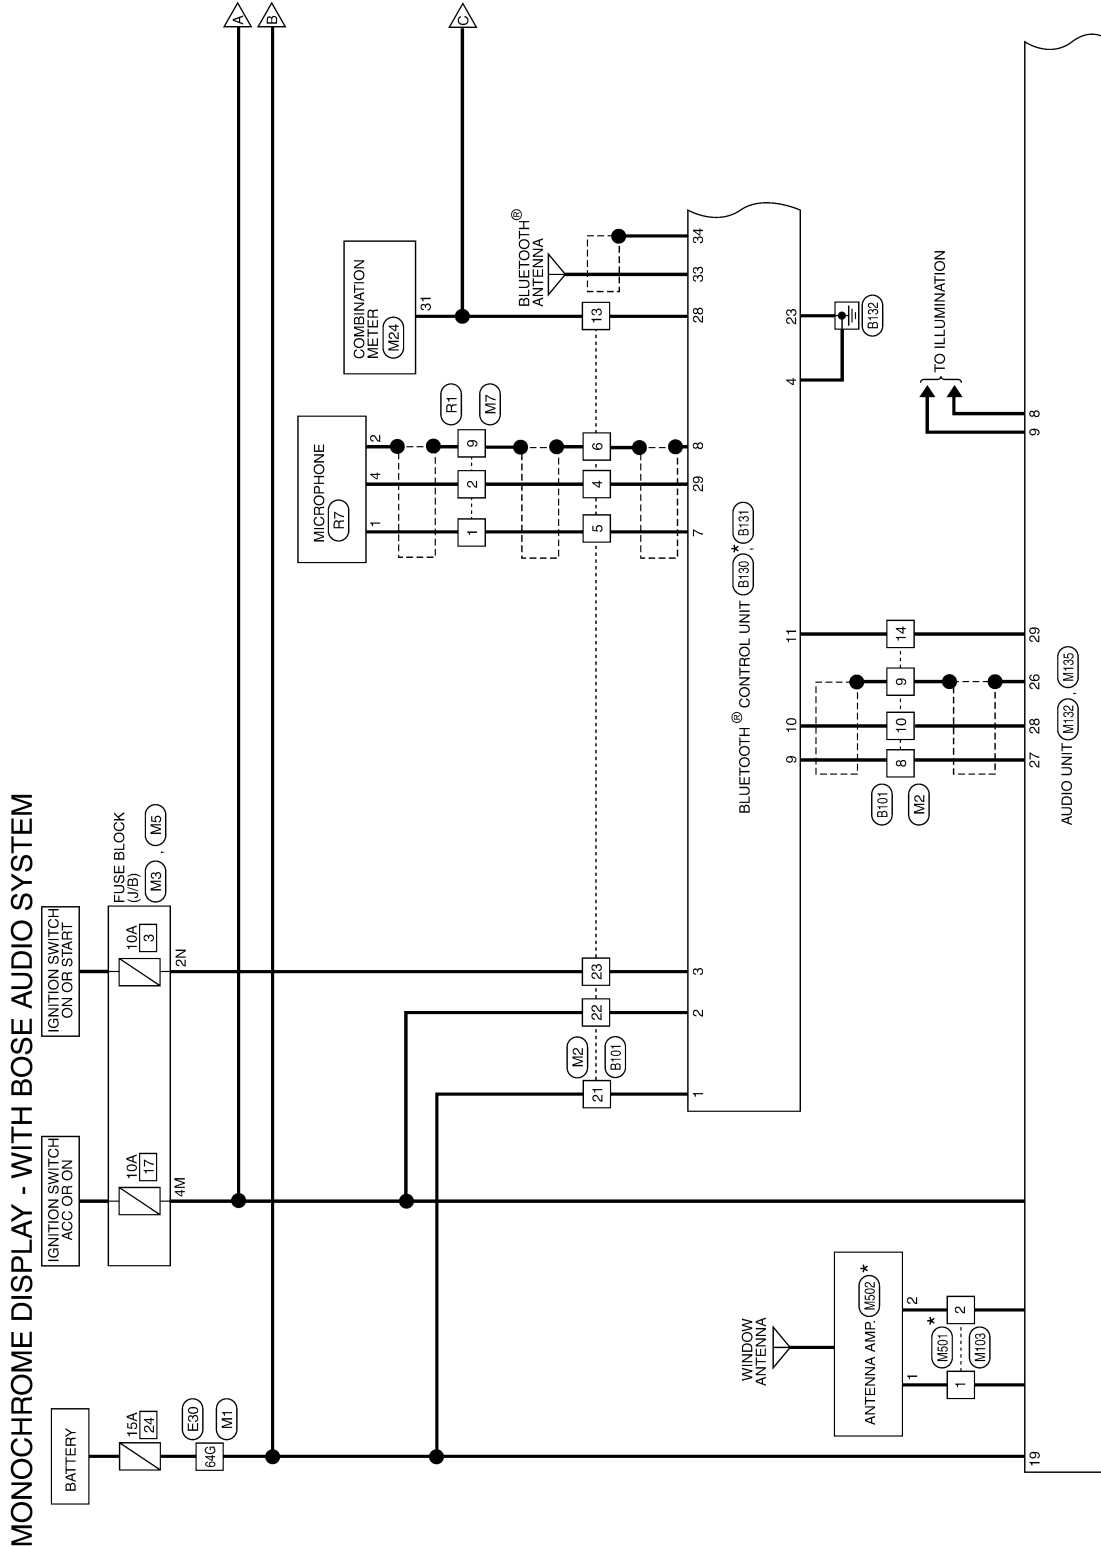 MONOCHROME DISPLAY - WITH BOSE AUDIO SYSTEM
BATTERY
15A
24
E30
64G
M1
IGNITION SWITCH
ACC OR ON
10A
17
4M
IGNITION SWITCH
ON OR START
10A
3
2N
FUSE BLOCK
(J/B)
M3 , M5
A
B
C
MICROPHONE
R7
1
4
2
R1
M7
1
2
9
COMBINATION
METER
M24
31
BLUETOOTH®
ANTENNA
M2
B101
21
22
23
5
4
6
13
1
2
3
7
29
8
28
33
34
BLUETOOTH® CONTROL UNIT B130*, B131
9
10
11
4
23
B132
WINDOW
ANTENNA
ANTENNA AMP. M502*
1
2
M501*
M103
1
2
B101
M2
8
10
9
14
TO ILLUMINATION
19
27
28
26
29
9
8
AUDIO UNIT M132 , M135